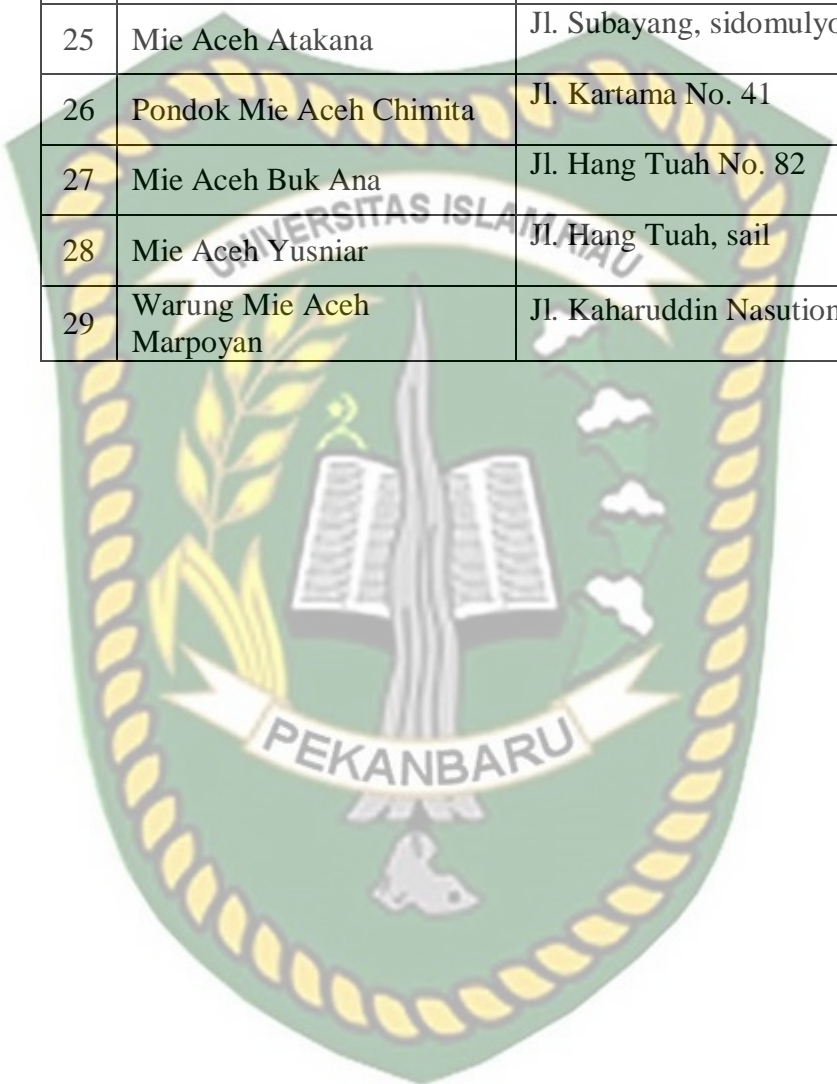 25 Mie Aceh Atakana Jl. Subayang, sidomulyo
26 Pondok Mie Aceh Chimita Jl. Kartama No. 41
27 Mie Aceh Buk Ana Jl. Hang Tuah No. 82
28 Mie Aceh Yusniar Jl. Hang Tuah, sail
29 Warung Mie Aceh
Marpoyan Jl. Kaharuddin Nasution
UNIVERSITAS ISLAM RIAU
PEKANBARU